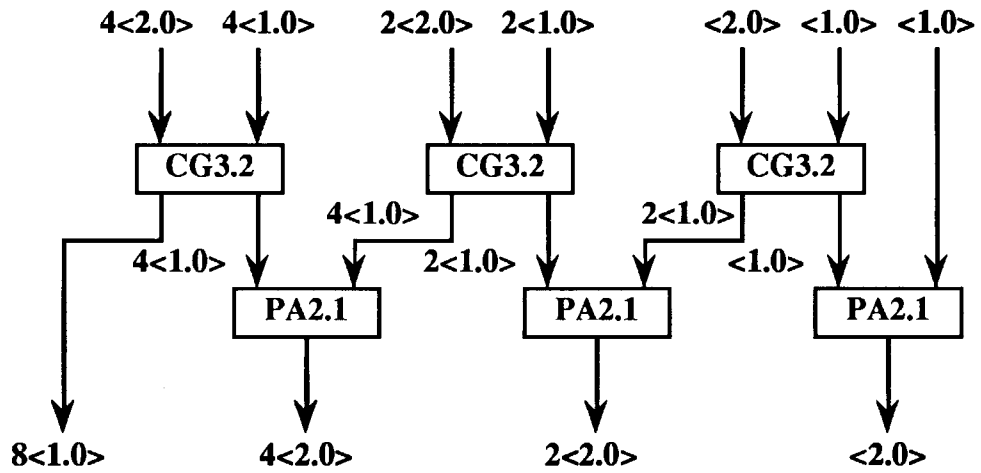 4<2.0> 4<1.0> 2<2.0> 2<1.0> <2.0> <1.0> <1.0>
CG3.2 CG3.2 CG3.2
4<1.0> 2<1.0>
4<1.0> 2<1.0> <1.0>
PA2.1 PA2.1 PA2.1
8<1.0> 4<2.0> 2<2.0> <2.0>